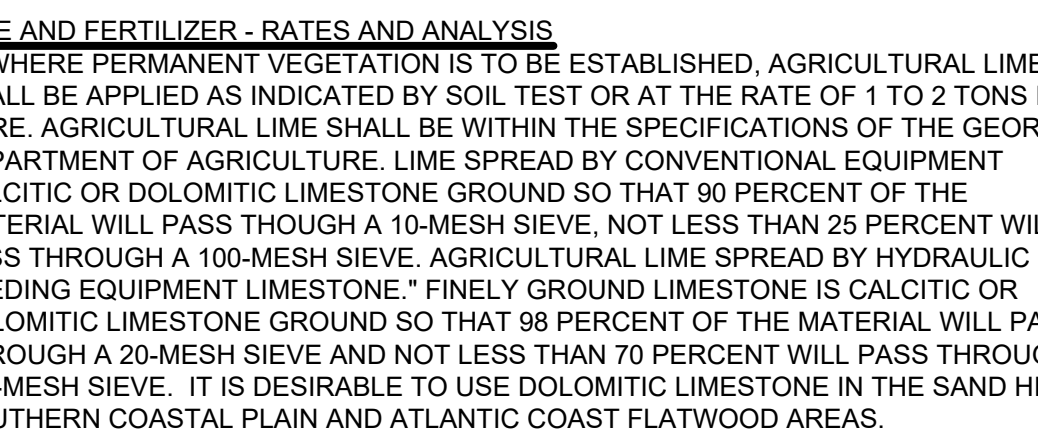 E AND FERTILIZER - RATES AND ANALYSIS
WHERE PERMANENT VEGETATION IS TO BE ESTABLISHED, AGRICULTURAL LIME
ALL BE APPLIED AS INDICATED BY SOIL TEST OR AT THE RATE OF 1 TO 2 TONS
RE. AGRICULTURAL LIME SHALL BE WITHIN THE SPECIFICATIONS OF THE GEOR
PARTMENT OF AGRICULTURE. LIME SPREAD BY CONVENTIONAL EQUIPMENT
LCITIC OR DOLOMITIC LIMESTONE GROUND SO THAT 90 PERCENT OF THE
TERIAL WILL PASS THOUGH A 10-MESH SIEVE, NOT LESS THAN 25 PERCENT WIL
SS THROUGH A 100-MESH SIEVE. AGRICULTURAL LIME SPREAD BY HYDRAULIC
EDING EQUIPMENT LIMESTONE." FINELY GROUND LIMESTONE IS CALCITIC OR
LOMITIC LIMESTONE GROUND SO THAT 98 PERCENT OF THE MATERIAL WILL PA
ROUGH A 20-MESH SIEVE AND NOT LESS THAN 70 PERCENT WILL PASS THROUG
-MESH SIEVE. IT IS DESIRABLE TO USE DOLOMITIC LIMESTONE IN THE SAND H
UTHERN COASTAL PLAIN AND ATLANTIC COAST FLATWOOD AREAS.